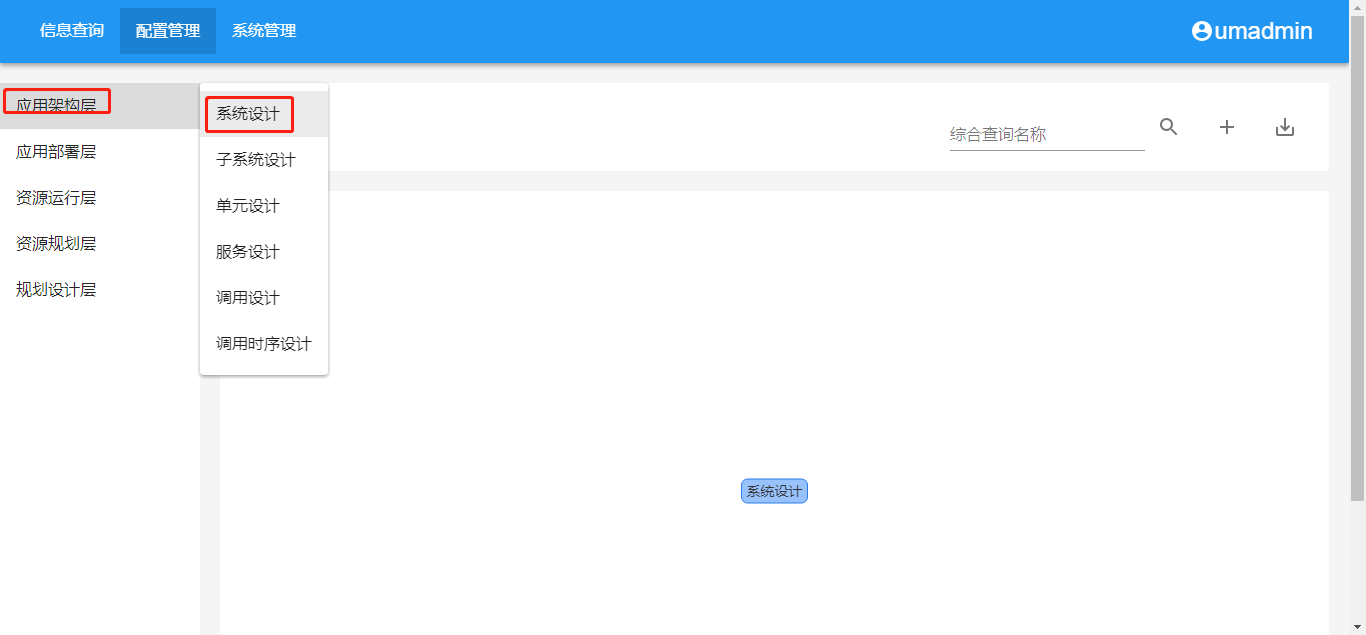 信息查询
配置管理
系统管理
umadmin
应用架构层
应用部署层
资源运行层
资源规划层
规划设计层
系统设计
子系统设计
单元设计
服务设计
调用设计
调用时序设计
综合查询名称
系统设计